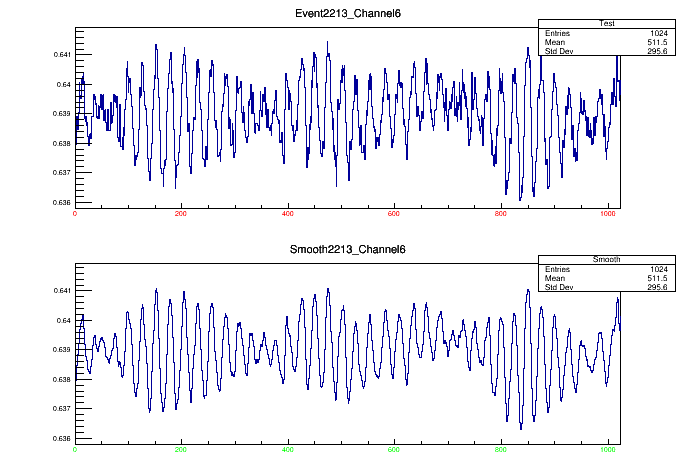 Event2213_Channel6
Test
Entries 1024
Mean 511.5
Std Dev 295.6
0.641
0.64
0.639
0.638
0.637
0.636
0 200 400 600 800 1000
Smooth2213_Channel6
Smooth
Entries 1024
Mean 511.5
Std Dev 295.6
0.641
0.64
0.639
0.638
0.637
0.636
0 200 400 600 800 1000